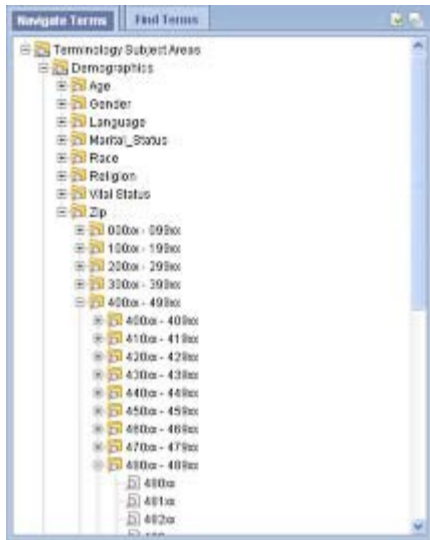 Navigate Terms Find Terms
Terminology Subject Areas
Demographics
Age
Gender
Language
Marital_Status
Race
Religion
Vital Status
Zip
000xx - 099xx
100xx - 199xx
200xx - 299xx
300xx - 399xx
400xx - 499xx
400xx - 409xx
410xx - 419xx
420xx - 429xx
430xx - 439xx
440xx - 449xx
450xx - 459xx
460xx - 469xx
470xx - 479xx
480xx - 489xx
480xx
481xx
482xx